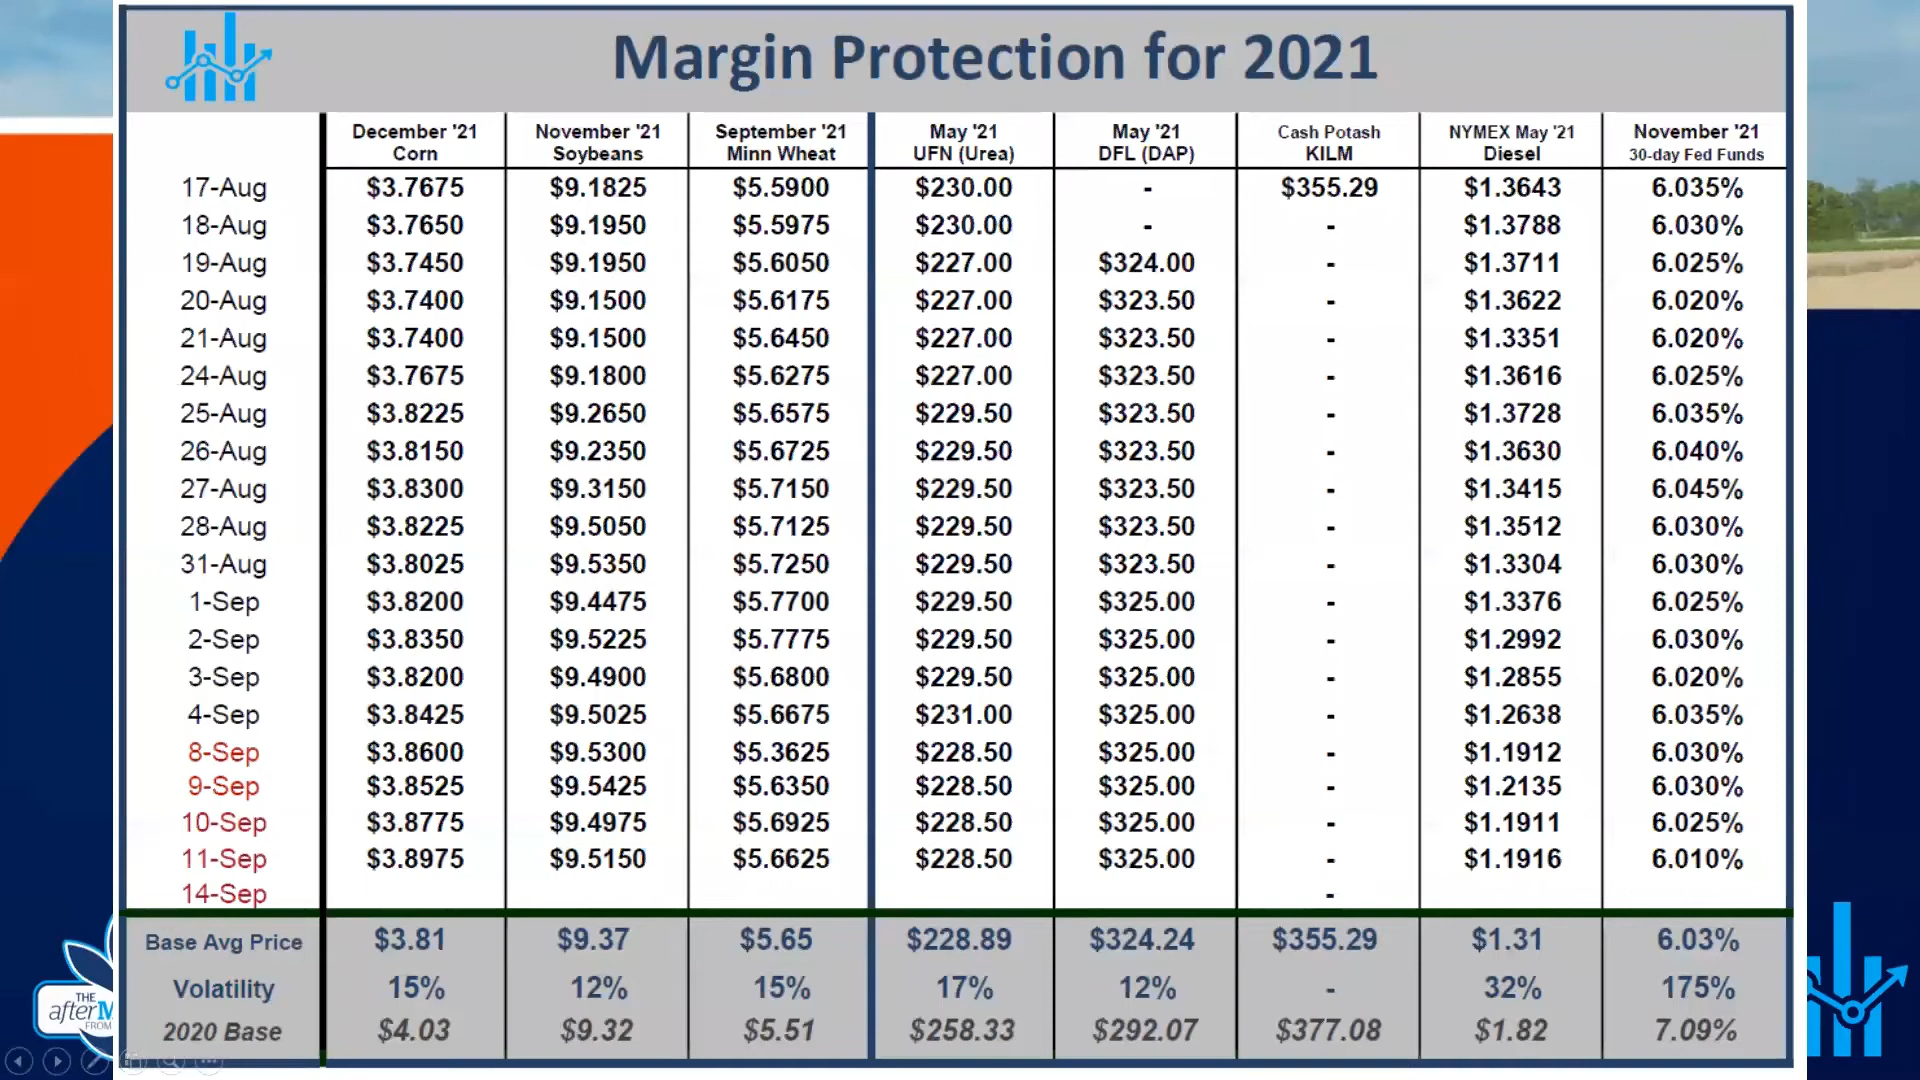 Margin Protection for 2021
December '21 Corn November '21 Soybeans September '21 Minn Wheat May '21 UFN (Urea) May '21 DFL (DAP) Cash Potash KILM NYMEX May '21 Diesel November '21 30-day Fed Funds
17-Aug $3.7675 $9.1825 $5.5900 $230.00 - $355.29 $1.3643 6.035%
18-Aug $3.7650 $9.1950 $5.5975 $230.00 - - $1.3788 6.030%
19-Aug $3.7450 $9.1950 $5.6050 $227.00 $324.00 - $1.3711 6.025%
20-Aug $3.7400 $9.1500 $5.6175 $227.00 $323.50 - $1.3622 6.020%
21-Aug $3.7400 $9.1500 $5.6450 $227.00 $323.50 - $1.3351 6.020%
24-Aug $3.7675 $9.1800 $5.6275 $227.00 $323.50 - $1.3616 6.025%
25-Aug $3.8225 $9.2650 $5.6575 $229.50 $323.50 - $1.3728 6.035%
26-Aug $3.8150 $9.2350 $5.6725 $229.50 $323.50 - $1.3630 6.040%
27-Aug $3.8300 $9.3150 $5.7150 $229.50 $323.50 - $1.3415 6.045%
28-Aug $3.8225 $9.5050 $5.7125 $229.50 $323.50 - $1.3512 6.030%
31-Aug $3.8025 $9.5350 $5.7250 $229.50 $323.50 - $1.3304 6.030%
1-Sep $3.8200 $9.4475 $5.7700 $229.50 $325.00 - $1.3376 6.025%
2-Sep $3.8350 $9.5225 $5.7775 $229.50 $325.00 - $1.2992 6.030%
3-Sep $3.8200 $9.4900 $5.6800 $229.50 $325.00 - $1.2855 6.020%
4-Sep $3.8425 $9.5025 $5.6675 $231.00 $325.00 - $1.2638 6.035%
8-Sep $3.8600 $9.5300 $5.3625 $228.50 $325.00 - $1.1912 6.030%
9-Sep $3.8525 $9.5425 $5.6350 $228.50 $325.00 - $1.2135 6.030%
10-Sep $3.8775 $9.4975 $5.6925 $228.50 $325.00 - $1.1911 6.025%
11-Sep $3.8975 $9.5150 $5.6625 $228.50 $325.00 - $1.1916 6.010%
14-Sep -
Base Avg Price $3.81 $9.37 $5.65 $228.89 $324.24 $355.29 $1.31 6.03%
Volatility 15% 12% 15% 17% 12% - 32% 175%
2020 Base $4.03 $9.32 $5.51 $258.33 $292.07 $377.08 $1.82 7.09%
THE
afterM
FROM